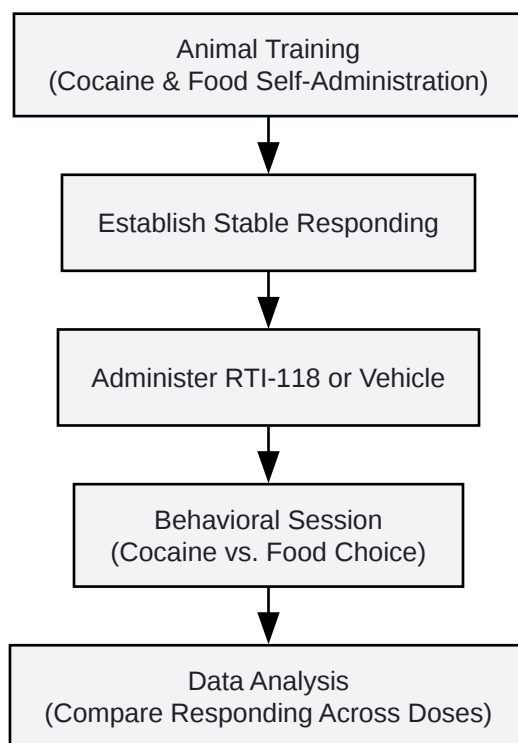 Animal Training
(Cocaine & Food Self-Administration)
Establish Stable Responding
Administer RTI-118 or Vehicle
Behavioral Session
(Cocaine vs. Food Choice)
Data Analysis
(Compare Responding Across Doses)